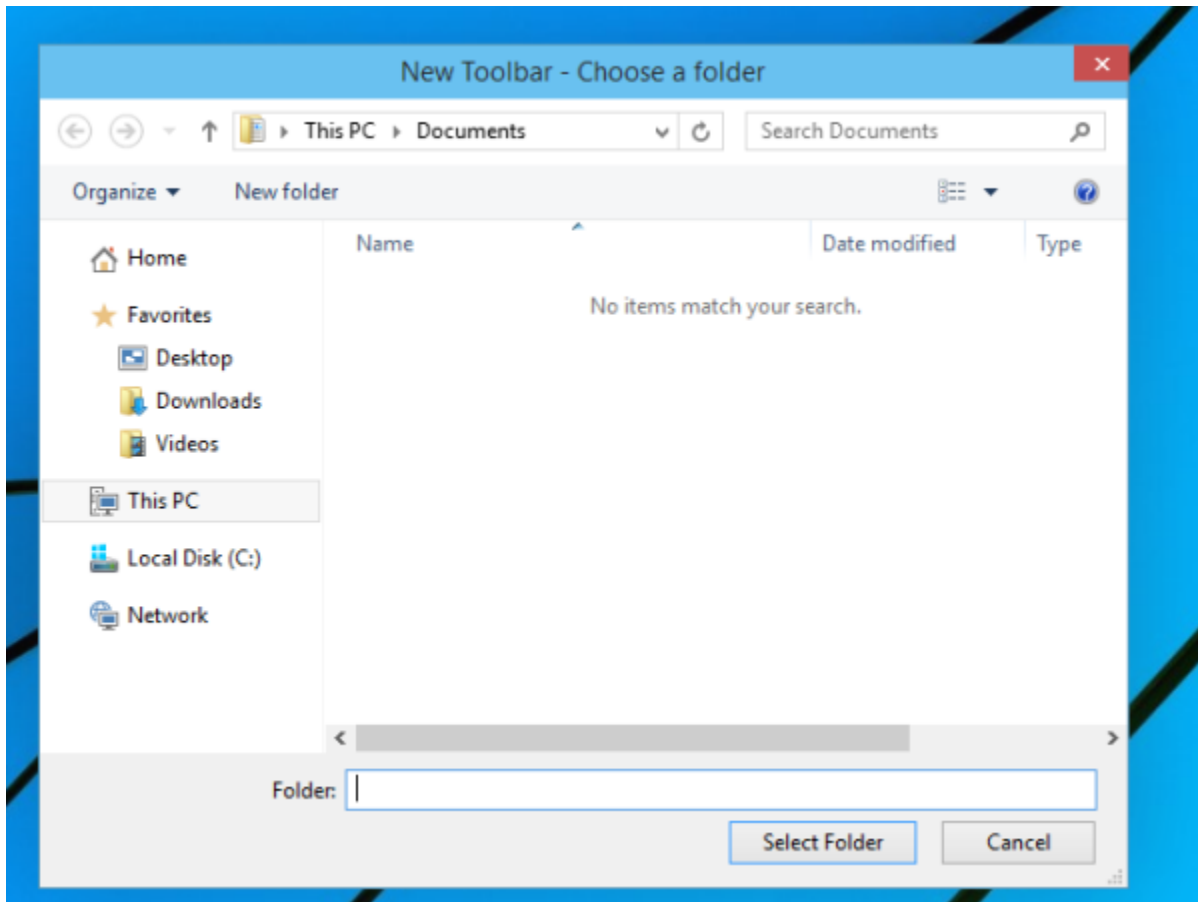 New Toolbar - Choose a folder
This PC Documents Search Documents
Organize New folder
Name Date modified Type
No items match your search.
Home
Favorites
Desktop
Downloads
Videos
This PC
Local Disk (C:)
Network
Folder:
Select Folder Cancel